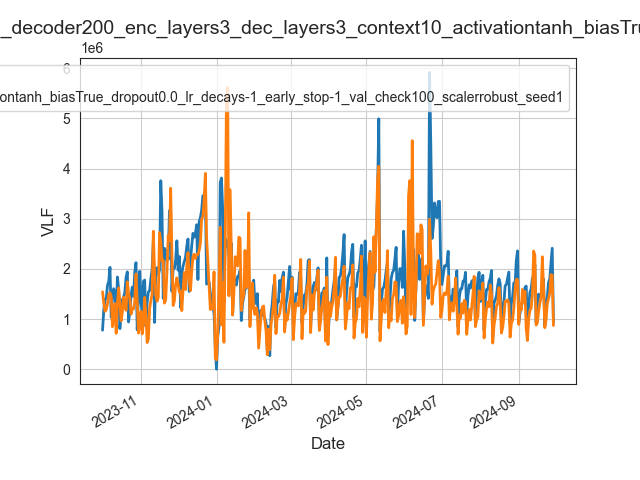 _decoder200_enc_layers3_dec_layers3_context10_activationtanh_biasTru
1e6
6
ontanh_biasTrue_dropout0.0_lr_decays-1_early_stop-1_val_check100_scalerrobust_seed1
5
4
3
2
1
0
VLF
2023-11
2024-01
2024-03
2024-05
2024-07
2024-09
Date